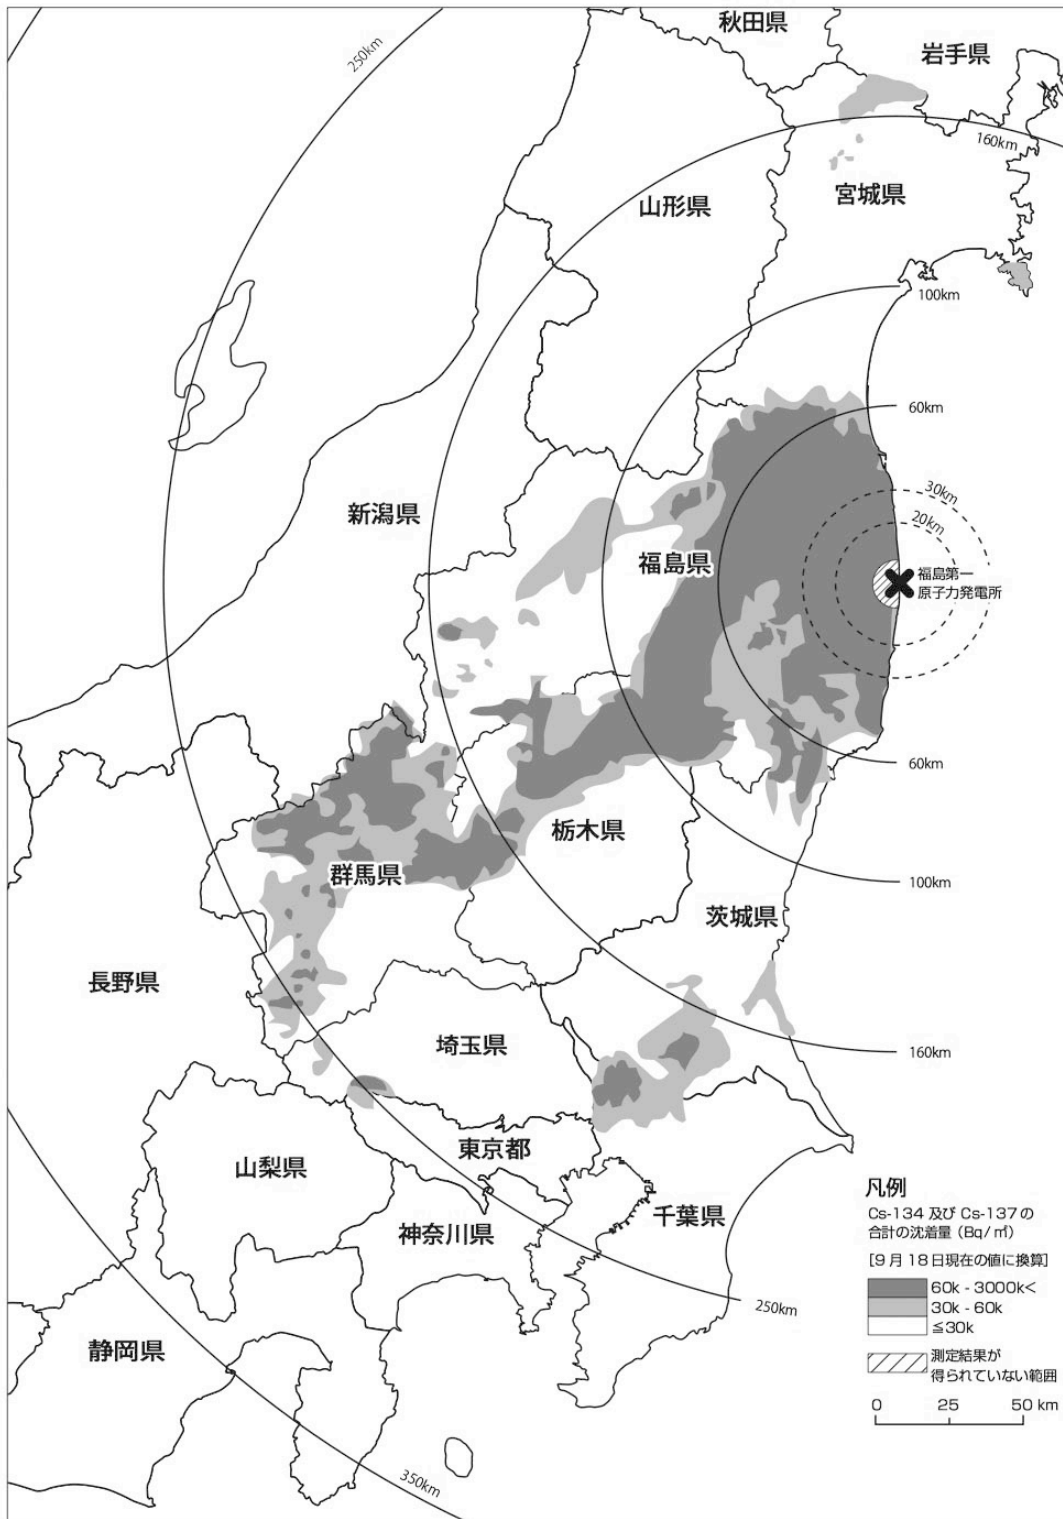 秋田県
岩手県
250km
160km
山形県
宮城県
100km
60km
新潟県
30km
20km
福島県
福島第一
原子力発電所
60km
栃木県
群馬県
100km
茨城県
長野県
埼玉県
160km
東京都
山梨県
千葉県
神奈川県
250km
静岡県
350km
凡例
Cs-134 及び Cs-137の
合計の沈着量（Bq/㎡）
[9月18日現在の値に換算]
60k - 3000k<
30k - 60k
≦30k
測定結果が
得られていない範囲
0 25 50 km